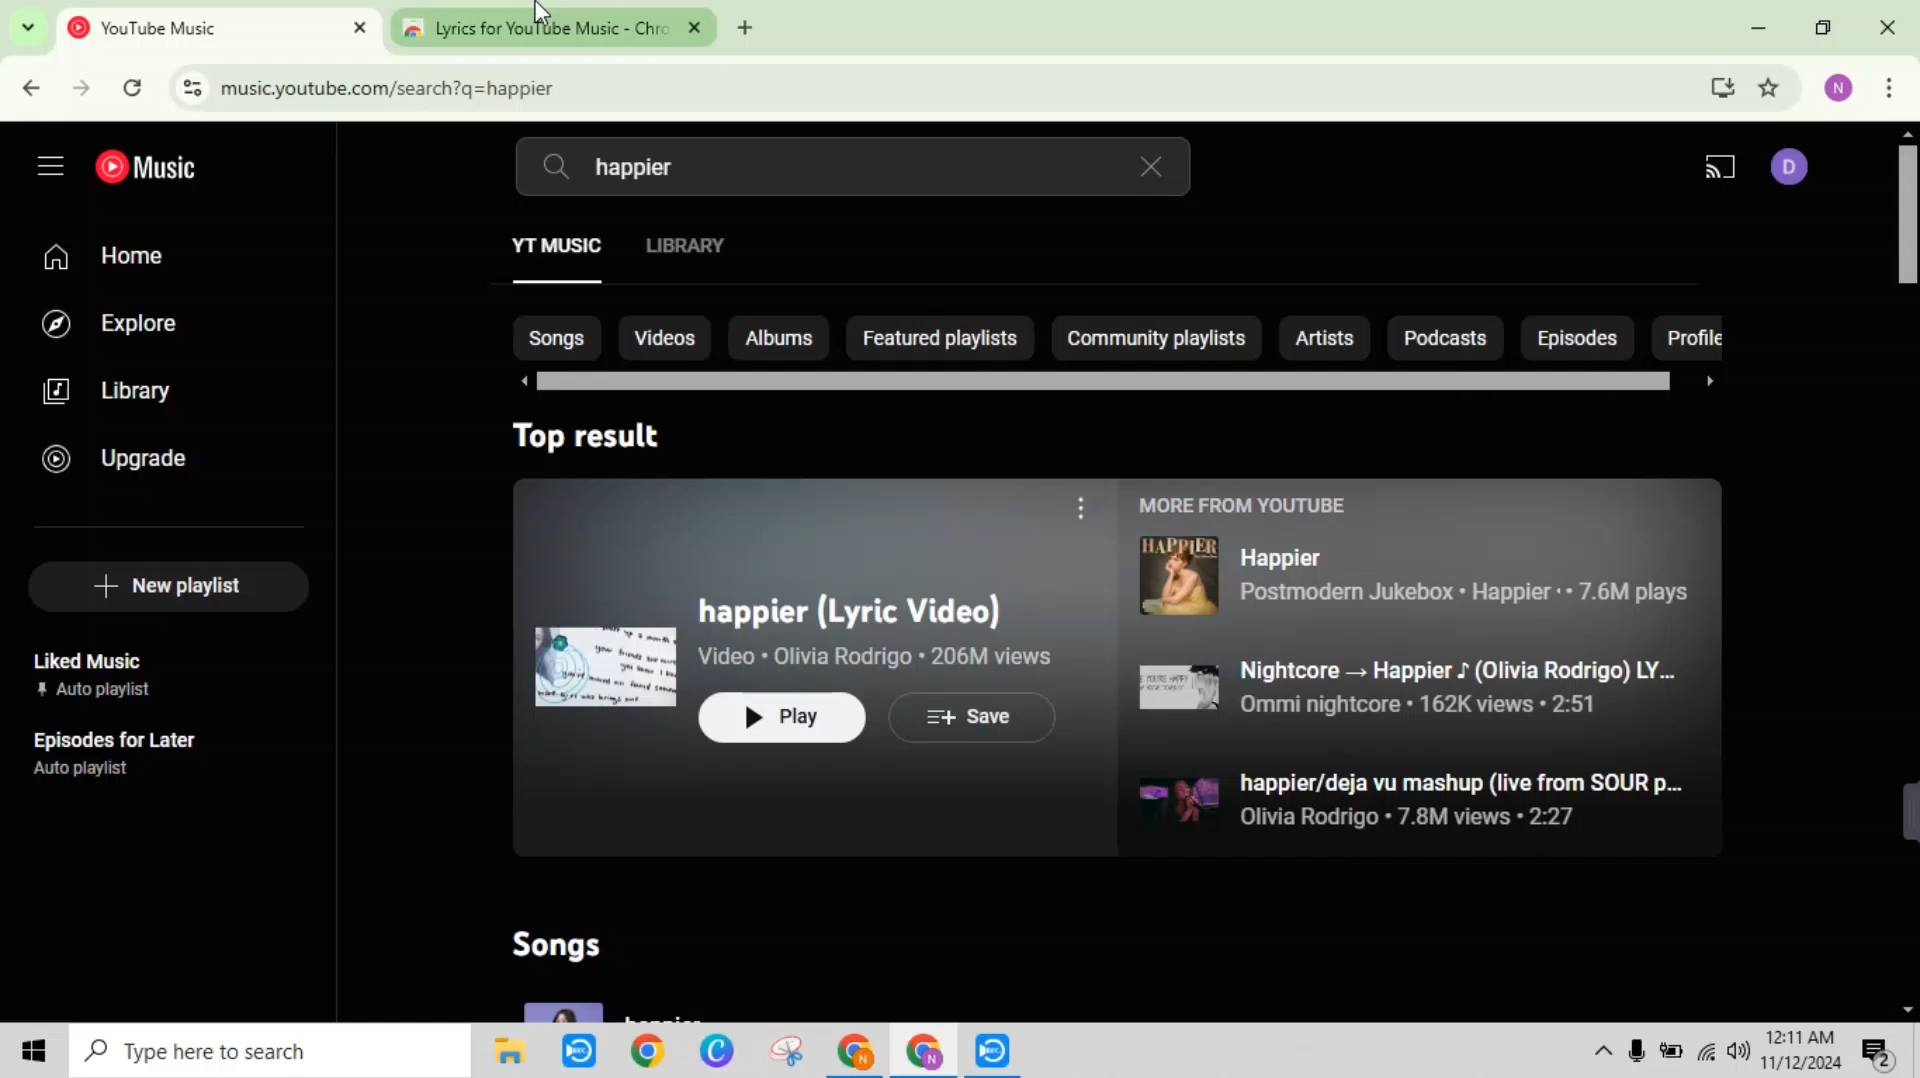 YouTube Music
Lyrics for YouTube Music - Chro
music.youtube.com/search?q=happier
N
Music
happier
D
Home
Explore
Library
Upgrade
New playlist
Liked Music
Auto playlist
Episodes for Later
Auto playlist
YT MUSIC
LIBRARY
Songs
Videos
Albums
Featured playlists
Community playlists
Artists
Podcasts
Episodes
Profile
Top result
happier (Lyric Video)
Video • Olivia Rodrigo • 206M views
Play
Save
MORE FROM YOUTUBE
HAPPIER
Happier
Postmodern Jukebox • Happier · • 7.6M plays
Nightcore → Happier ♪ (Olivia Rodrigo) LY...
Ommi nightcore • 162K views • 2:51
happier/deja vu mashup (live from SOUR p...
Olivia Rodrigo • 7.8M views • 2:27
Songs
happier
Type here to search
12:11 AM
11/12/2024
2